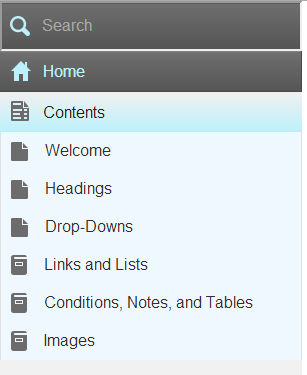 Search
Home
Contents
Welcome
Headings
Drop-Downs
Links and Lists
Conditions, Notes, and Tables
Images